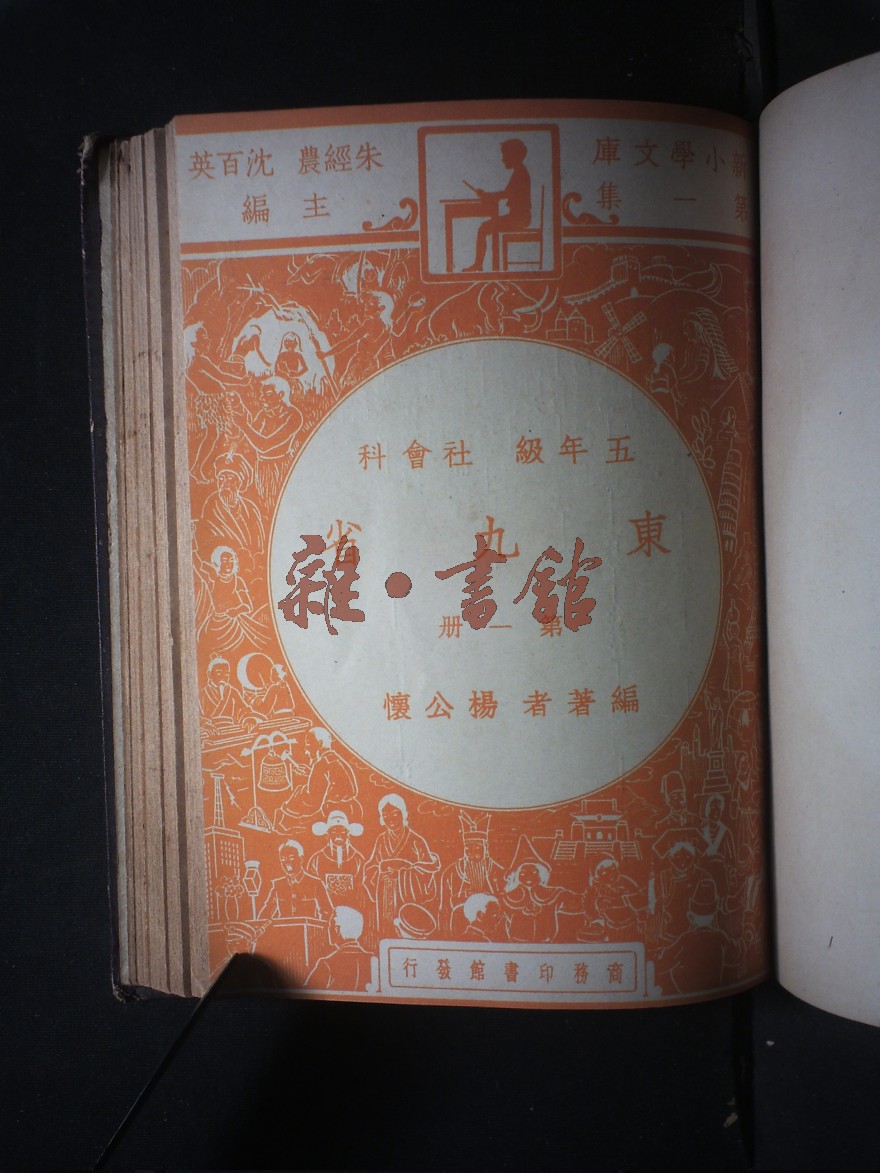 新小學文庫
第一集
朱經農 沈百英
主編
五年級 社會科
東九省
第一册
編著者 楊公懷
商務印書館發行
雜·書館